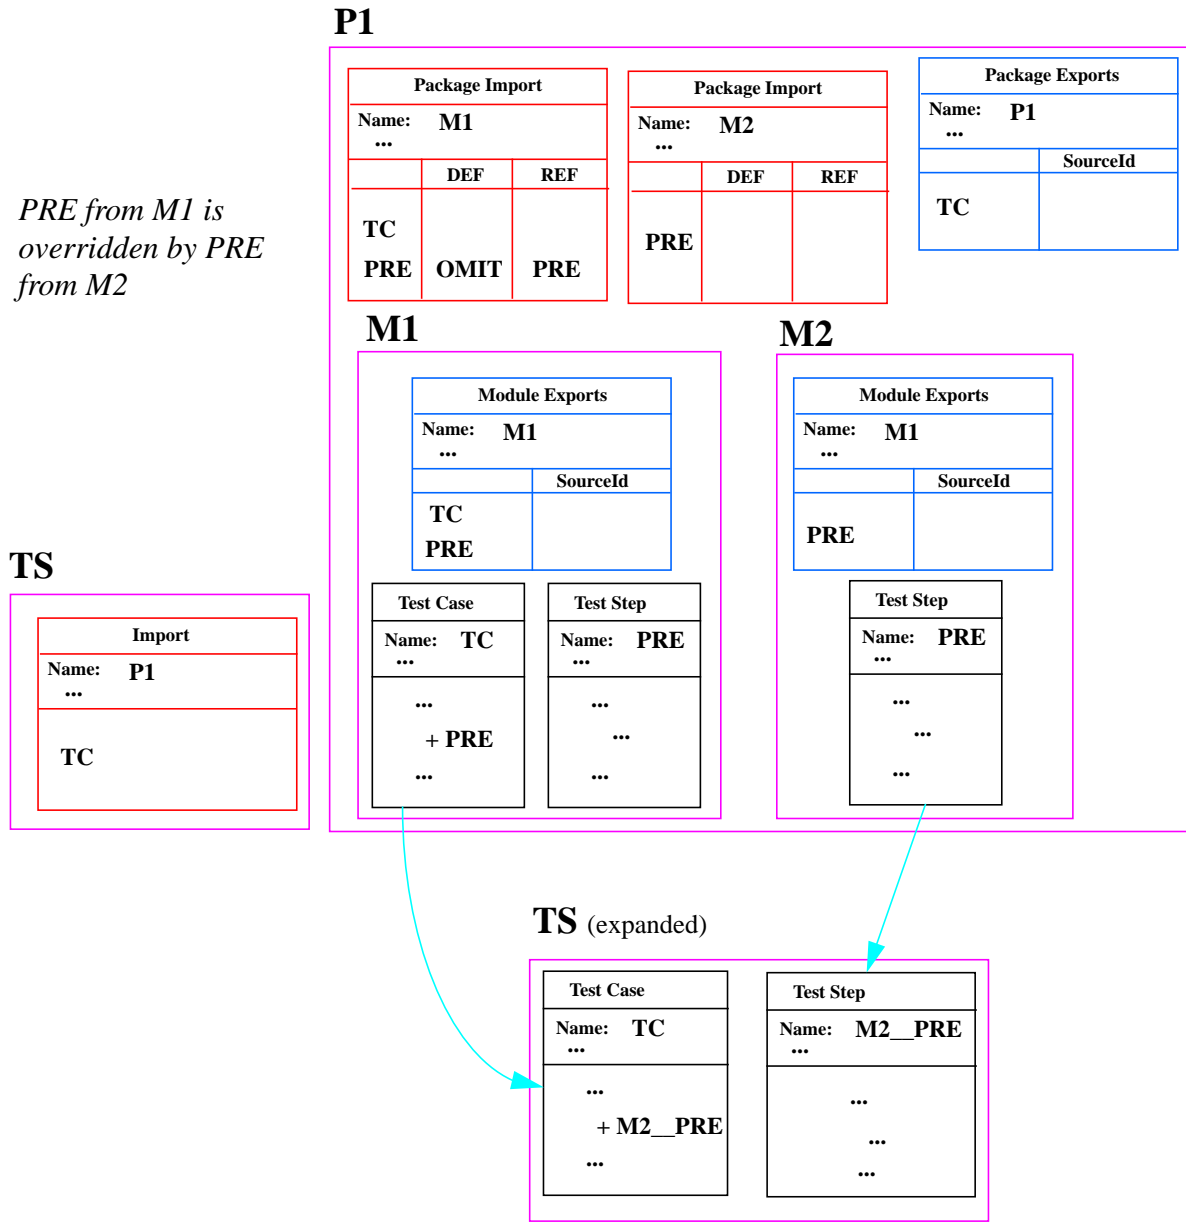 P1
Package Import
Name: M1
...
DEF REF
TC
PRE OMIT PRE
Package Import
Name: M2
...
DEF REF
PRE
Package Exports
Name: P1
...
SourceId
TC
PRE from M1 is
overridden by PRE
from M2
M1
Module Exports
Name: M1
...
SourceId
TC
PRE
Test Case
Name: TC
...
...
+ PRE
...
Test Step
Name: PRE
...
...
...
...
M2
Module Exports
Name: M1
...
SourceId
PRE
Test Step
Name: PRE
...
...
...
...
TS
Import
Name: P1
...
TC
TS (expanded)
Test Case
Name: TC
...
...
+ M2__PRE
...
Test Step
Name: M2__PRE
...
...
...
...